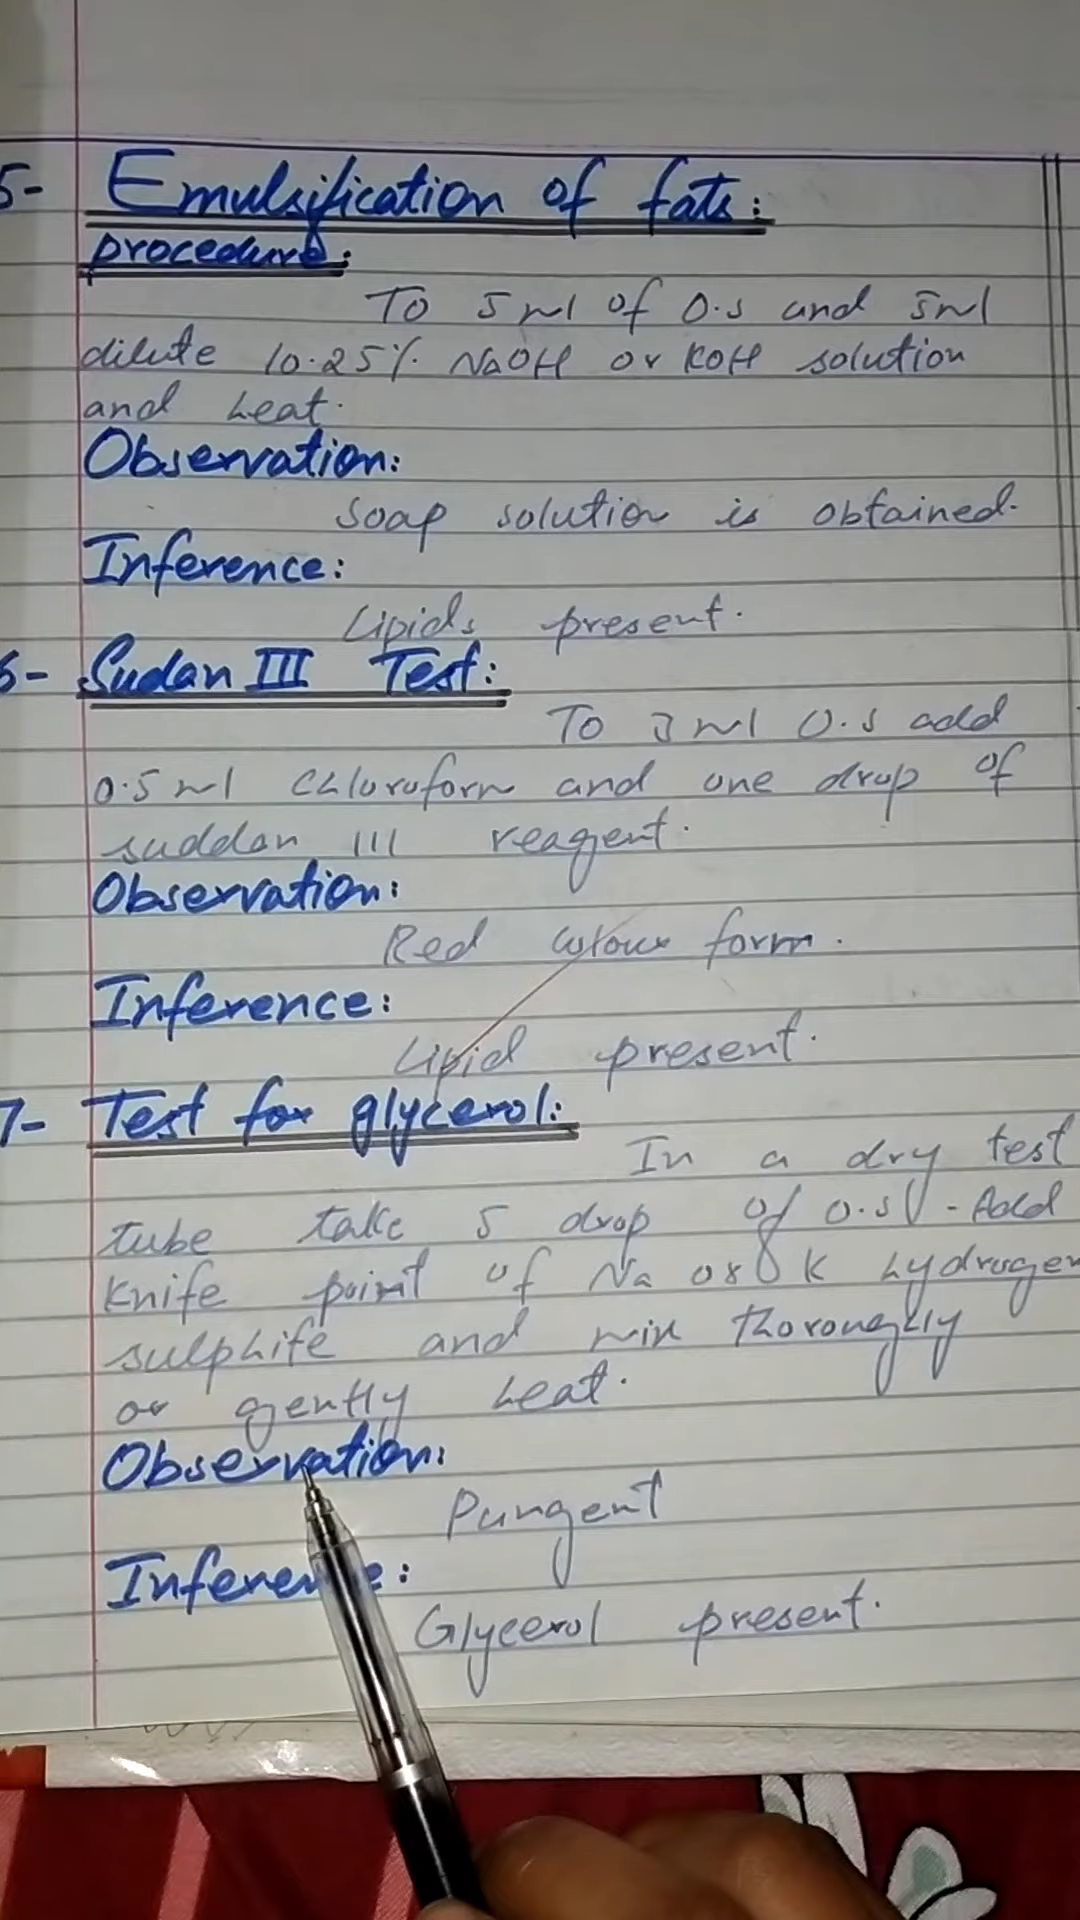 5- Emulsification of fats:
procedure:
To 5ml of O.s and 5ml
dilute 10.25% NaOH or KOH solution
and heat.
Observation:
soap solution is obtained.
Inference:
Lipids present.
6- Sudan III Test:
To 3ml O.s add
0.5ml chloroform and one drop of
suddan III reagent.
Observation:
Red colour form.
Inference:
Lipid present.
7- Test for glycerol:
In a dry test
tube take 5 drop of O.s. Add
knife point of Na or K hydrogen
sulphife and mix thoroughly
or gently heat.
Observation:
Pungent
Inference:
Glycerol present.